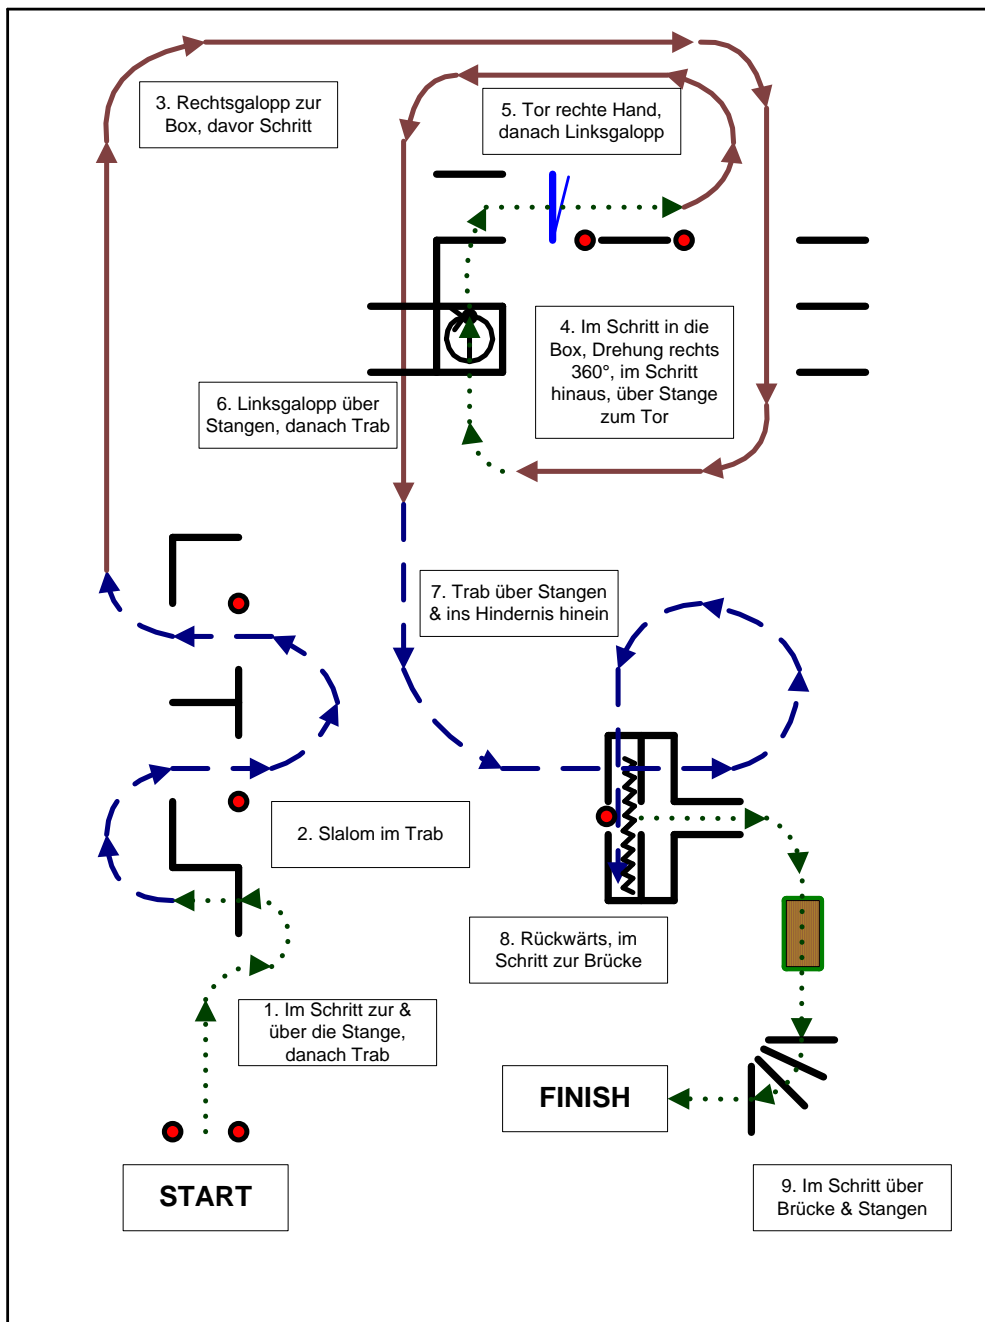 3. Rechtsgalopp zur
Box, davor Schritt
5. Tor rechte Hand,
danach Linksgalopp
4. Im Schritt in die
Box, Drehung rechts
360°, im Schritt
hinaus, über Stange
zum Tor
6. Linksgalopp über
Stangen, danach Trab
7. Trab über Stangen
& ins Hindernis hinein
2. Slalom im Trab
8. Rückwärts, im
Schritt zur Brücke
1. Im Schritt zur &
über die Stange,
danach Trab
FINISH
START
9. Im Schritt über
Brücke & Stangen